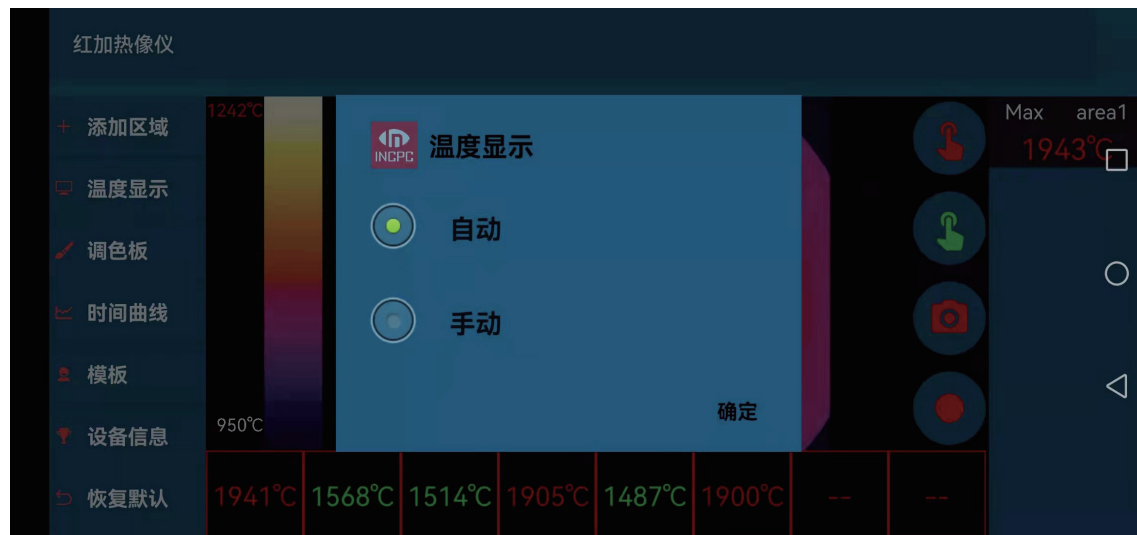 红加热像仪
添加区域
温度显示
调色板
时间曲线
模板
设备信息
恢复默认
1242℃
950℃
INCPC
温度显示
自动
手动
确定
Max area1
1943℃
1941℃ 1568℃ 1514℃ 1905℃ 1487℃ 1900℃ -- --